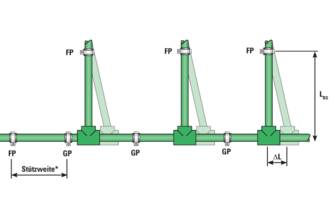 FP FP FP
L_BS
FP GP GP GP ΔL
Stützweite*